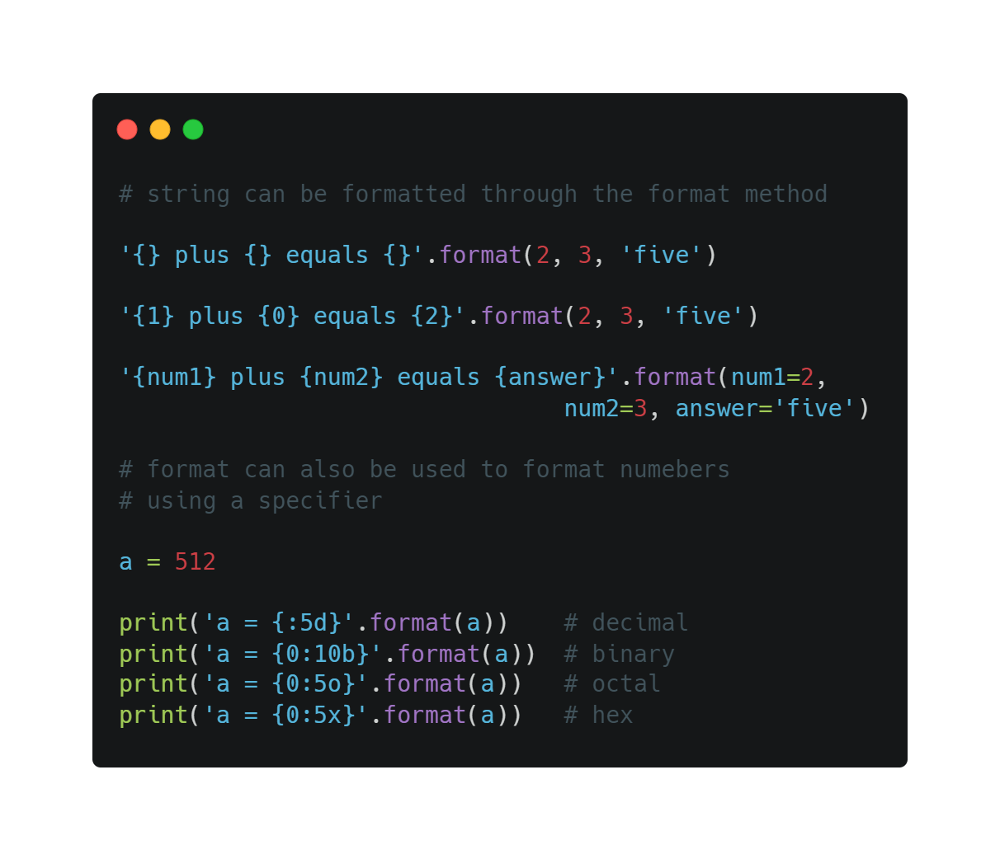 # string can be formatted through the format method
'{} plus {} equals {}'.format(2, 3, 'five')
'{1} plus {0} equals {2}'.format(2, 3, 'five')
'{num1} plus {num2} equals {answer}'.format(num1=2,
num2=3, answer='five')
# format can also be used to format numebers
# using a specifier
a = 512
print('a = {:5d}'.format(a))    # decimal
print('a = {0:10b}'.format(a))  # binary
print('a = {0:5o}'.format(a))   # octal
print('a = {0:5x}'.format(a))   # hex